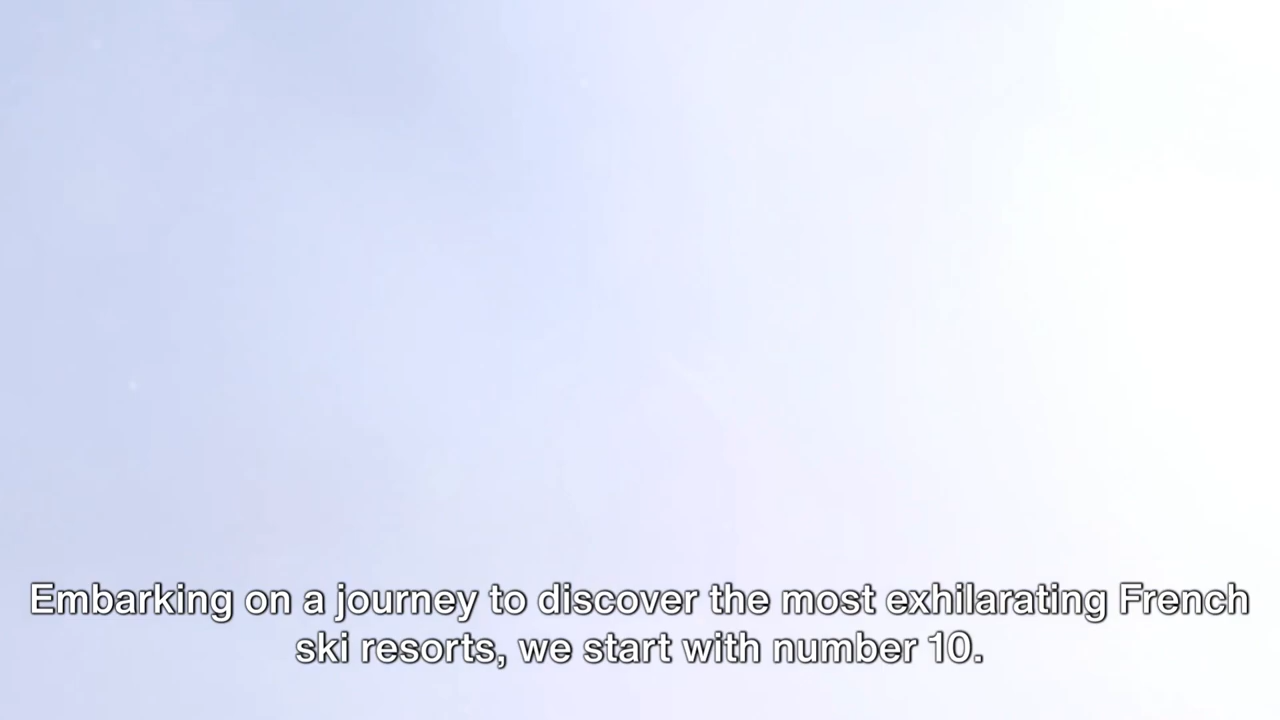 Embarking on a journey to discover the most exhilarating French
ski resorts, we start with number 10.